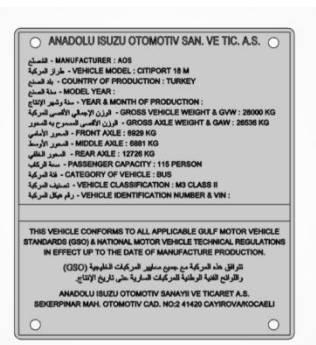 ANADOLU ISUZU OTOMOTIV SAN. VE TIC. A.S.
المصنع - MANUFACTURER : AOS
طراز المركبة - VEHICLE MODEL : CITIPORT 18 M
بلد الصنع - COUNTRY OF PRODUCTION : TURKEY
سنة الصنع - MODEL YEAR :
سنة وشهر الإنتاج - YEAR & MONTH OF PRODUCTION :
الوزن الإجمالي الأقصى للمركبة - GROSS VEHICLE WEIGHT & GVW : 28000 KG
الوزن الأقصى المسموح به للمحور - GROSS AXLE WEIGHT & GAW : 26536 KG
المحور الأمامي - FRONT AXLE : 6929 KG
المحور الأوسط - MIDDLE AXLE : 6881 KG
المحور الخلفي - REAR AXLE : 12726 KG
سعة الركاب - PASSENGER CAPACITY : 115 PERSON
فئة المركبة - CATEGORY OF VEHICLE : BUS
تصنيف المركبة - VEHICLE CLASSIFICATION : M3 CLASS II
رقم هيكل المركبة - VEHICLE IDENTIFICATION NUMBER & VIN :
THIS VEHICLE CONFORMS TO ALL APPLICABLE GULF MOTOR VEHICLE
STANDARDS (GSO) & NATIONAL MOTOR VEHICLE TECHNICAL REGULATIONS
IN EFFECT UP TO THE DATE OF MANUFACTURE PRODUCTION.
تتوافق هذه المركبة مع جميع معايير المركبات الخليجية (GSO)
واللوائح الفنية الوطنية للمركبات السارية حتى تاريخ الإنتاج.
ANADOLU ISUZU OTOMOTIV SANAYII VE TICARET A.S.
SEKERPINAR MAH. OTOMOTIV CAD. NO:2 41420 CAYIROVA/KOCAELI